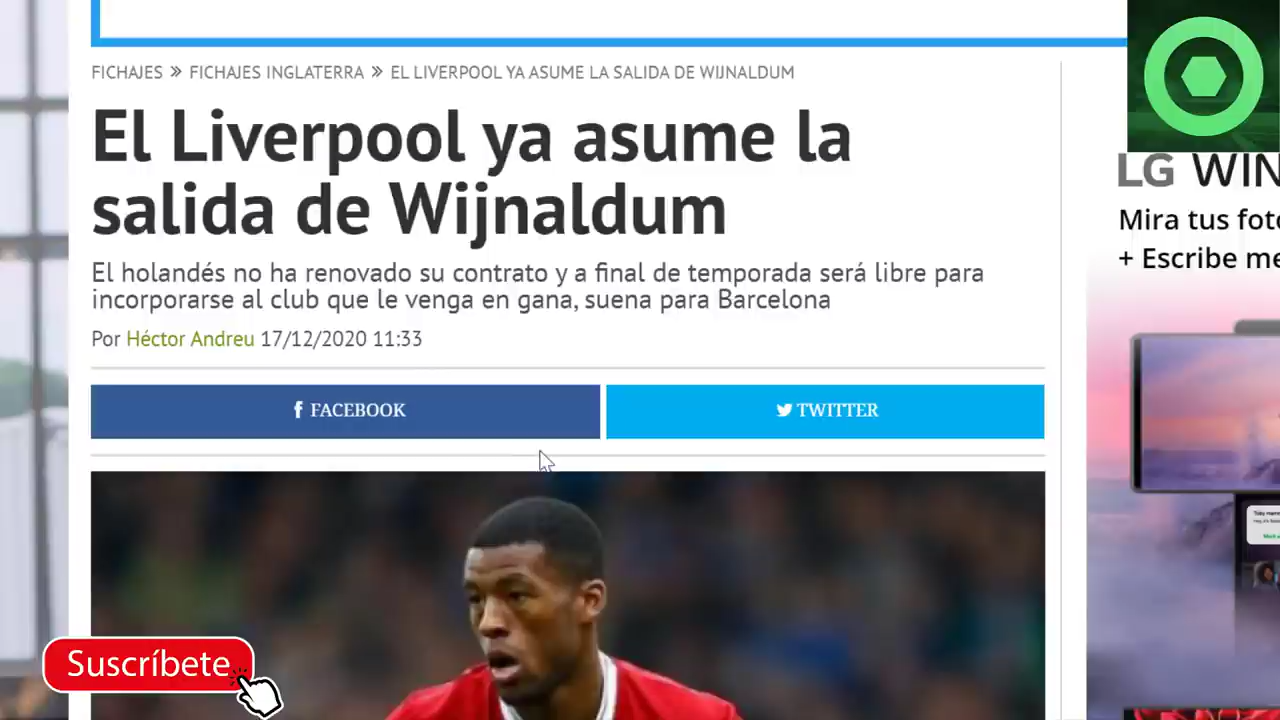 FICHAJES » FICHAJES INGLATERRA » EL LIVERPOOL YA ASUME LA SALIDA DE WIJNALDUM
El Liverpool ya asume la
salida de Wijnaldum
El holandés no ha renovado su contrato y a final de temporada será libre para
incorporarse al club que le venga en gana, suena para Barcelona
Por Héctor Andreu 17/12/2020 11:33
FACEBOOK
TWITTER
LG WIN
Mira tus foto
+ Escribe me
Suscríbete